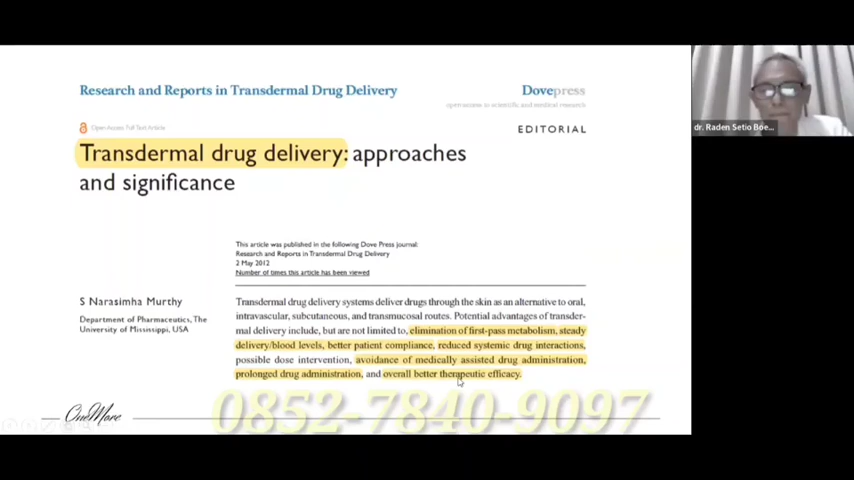 Research and Reports in Transdermal Drug Delivery
Dovepress
open access to scientific and medical research
Open Access Full Text Article
EDITORIAL
Transdermal drug delivery: approaches
and significance
This article was published in the following Dove Press journal:
Research and Reports in Transdermal Drug Delivery
2 May 2012
Number of times this article has been viewed
S Narasimha Murthy
Department of Pharmaceutics, The
University of Mississippi, USA
Transdermal drug delivery systems deliver drugs through the skin as an alternative to oral,
intravascular, subcutaneous, and transmucosal routes. Potential advantages of transder-
mal delivery include, but are not limited to, elimination of first-pass metabolism, steady
delivery/blood levels, better patient compliance, reduced systemic drug interactions,
possible dose intervention, avoidance of medically assisted drug administration,
prolonged drug administration, and overall better therapeutic efficacy.
OneMore
0852-7840-9097
dr. Raden Setio Boe...